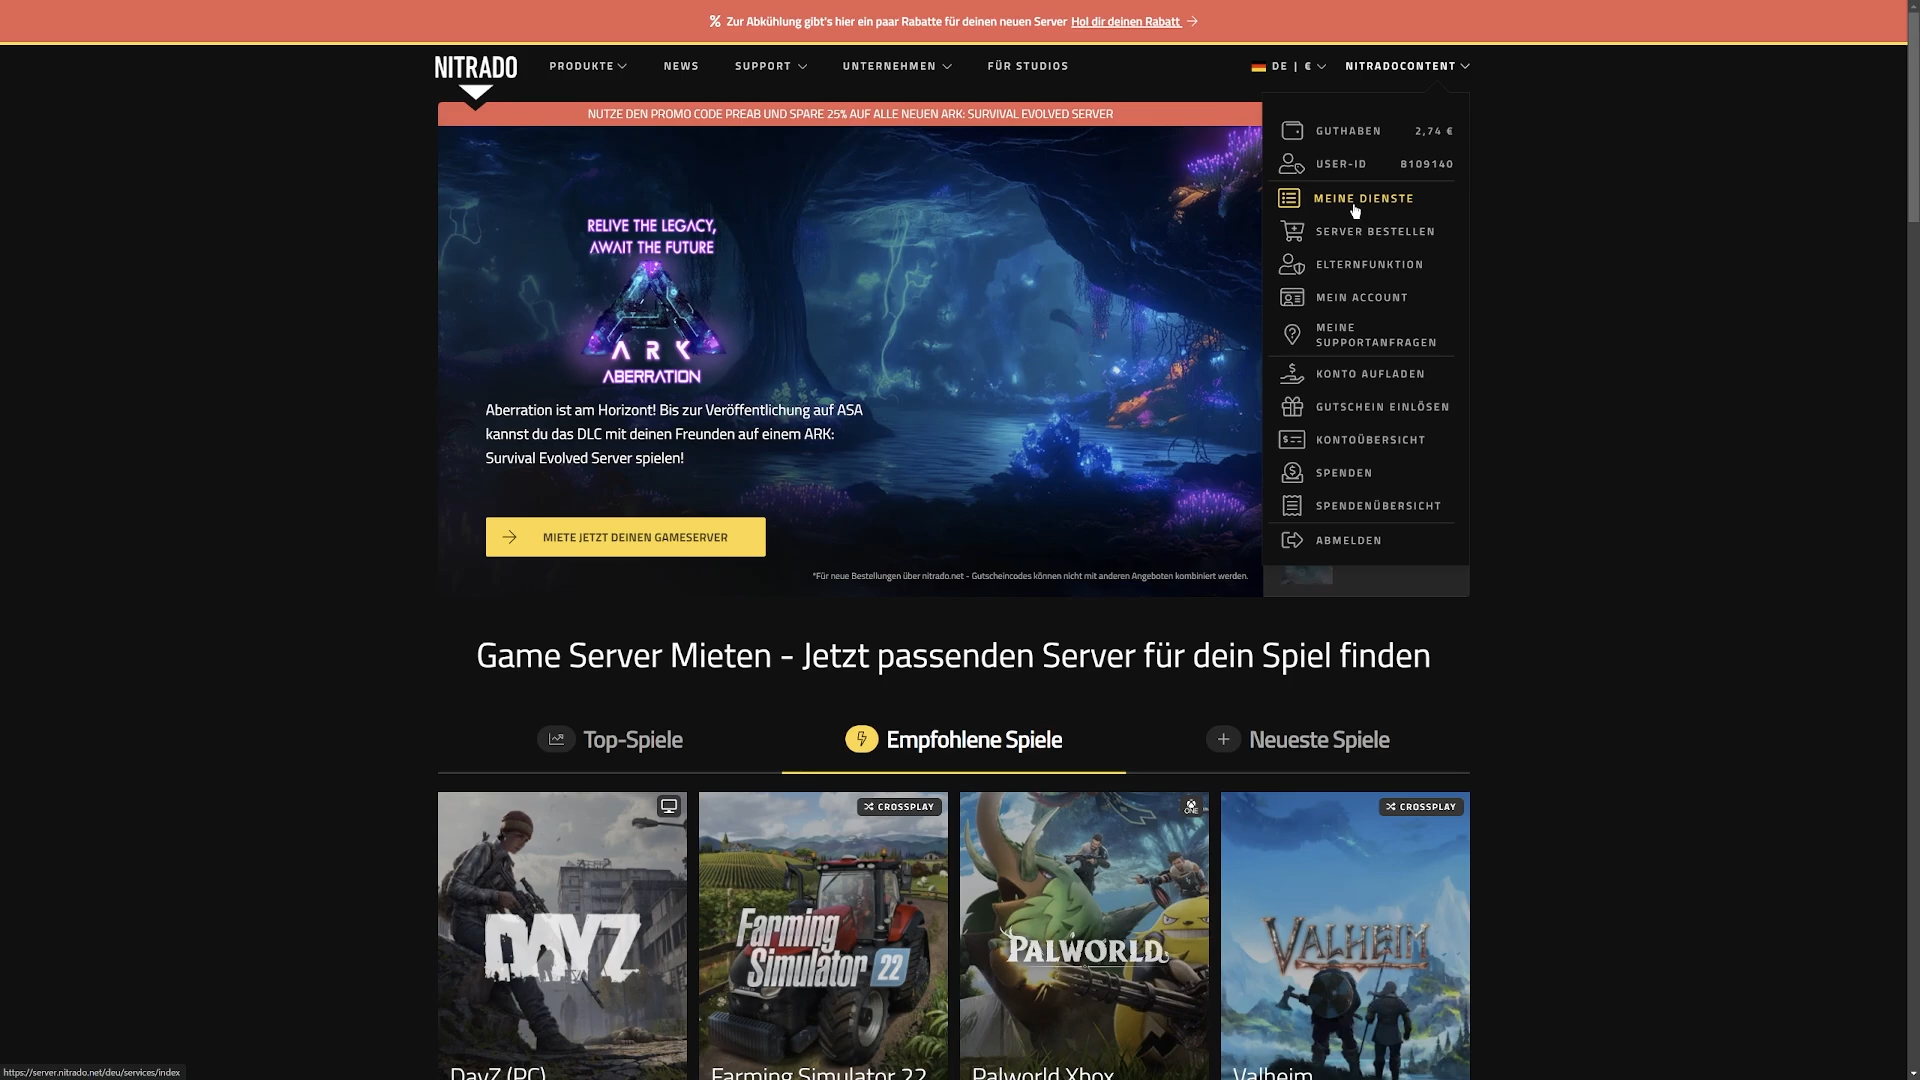 Zur Abkühlung gibt's hier ein paar Rabatte für deinen neuen Server Hol dir deinen Rabatt
NITRADO
PRODUKTE
NEWS
SUPPORT
UNTERNEHMEN
FÜR STUDIOS
DE | €
NITRADOCONTENT
NUTZE DEN PROMO CODE PREAB UND SPARE 25% AUF ALLE NEUEN ARK: SURVIVAL EVOLVED SERVER
RELIVE THE LEGACY,
AWAIT THE FUTURE
ARK
ABERRATION
Aberration ist am Horizont! Bis zur Veröffentlichung auf ASA
kannst du das DLC mit deinen Freunden auf einem ARK:
Survival Evolved Server spielen!
MIETE JETZT DEINEN GAMESERVER
*Für neue Bestellungen über nitrado.net - Gutscheincodes können nicht mit anderen Angeboten kombiniert werden.
GUTHABEN 2,74 €
USER-ID 8109140
MEINE DIENSTE
SERVER BESTELLEN
ELTERNFUNKTION
MEIN ACCOUNT
MEINE
SUPPORTANFRAGEN
KONTO AUFLADEN
GUTSCHEIN EINLÖSEN
KONTOÜBERSICHT
SPENDEN
SPENDENÜBERSICHT
ABMELDEN
Game Server Mieten - Jetzt passenden Server für dein Spiel finden
Top-Spiele
Empfohlene Spiele
Neueste Spiele
DAYZ
CROSSPLAY
Farming
Simulator 22
ONE
PALWORLD
CROSSPLAY
VALHEIM
DayZ (PC)
Farming Simulator 22
Palworld Xbox
Valheim
https://server.nitrado.net/deu/services/index